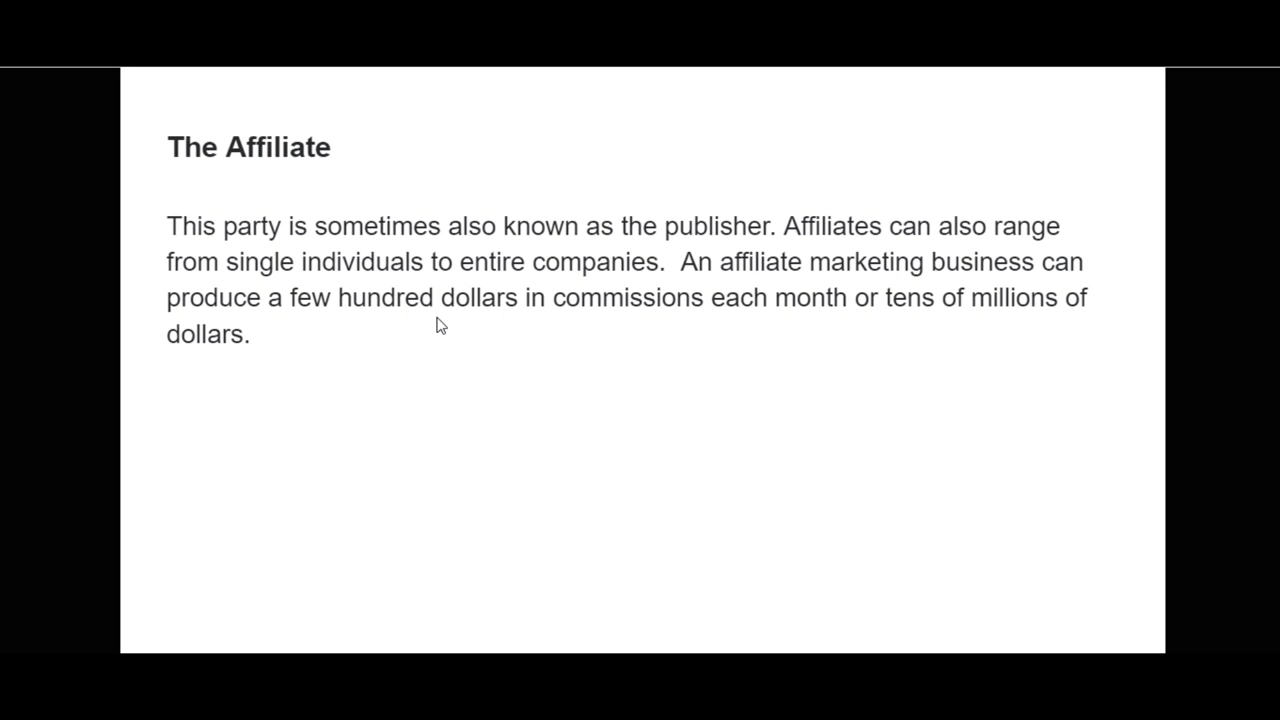 The Affiliate
This party is sometimes also known as the publisher. Affiliates can also range
from single individuals to entire companies.  An affiliate marketing business can
produce a few hundred dollars in commissions each month or tens of millions of
dollars.